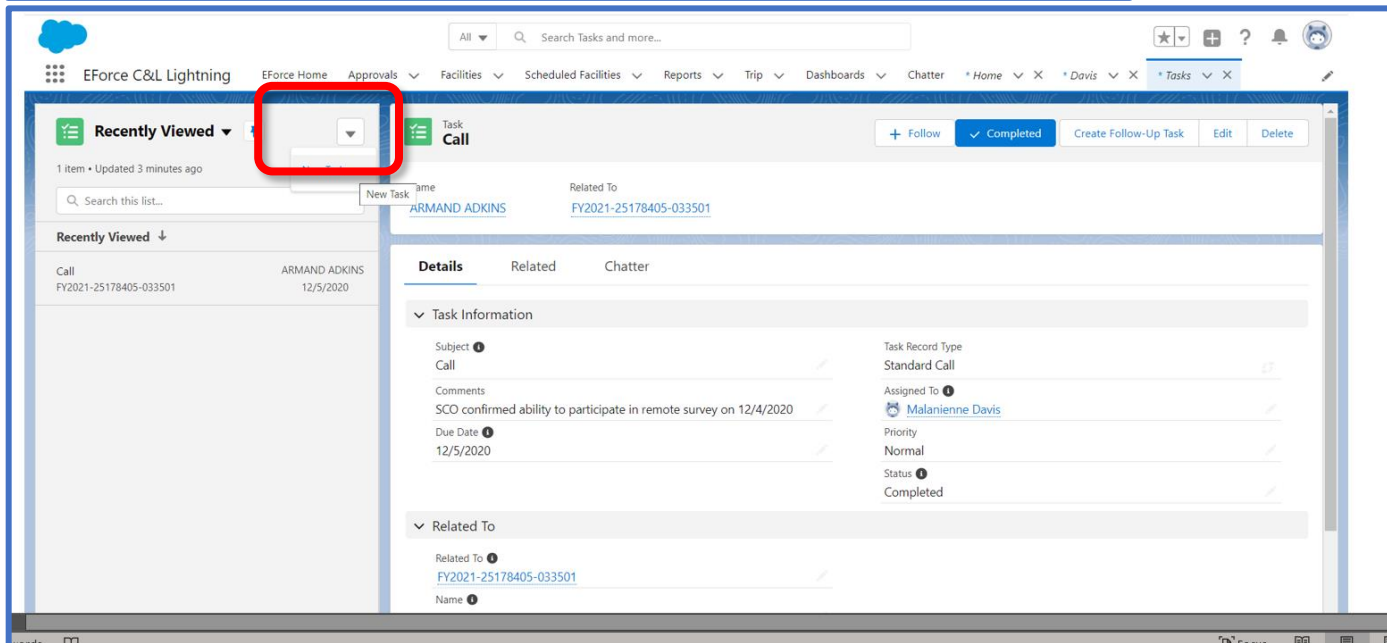 All Search Tasks and more...
EForce C&L Lightning EForce Home Approvals Facilities Scheduled Facilities Reports Trip Dashboards Chatter * Home * Davis * Tasks
Recently Viewed
1 item • Updated 3 minutes ago
Search this list...
New Task
Recently Viewed
Call ARMAND ADKINS
FY2021-25178405-033501 12/5/2020
Task
Call
+ Follow Completed Create Follow-Up Task Edit Delete
Related To
ARMAND ADKINS FY2021-25178405-033501
Details Related Chatter
Task Information
Subject
Call
Task Record Type
Standard Call
Comments
SCO confirmed ability to participate in remote survey on 12/4/2020
Assigned To
Malanienne Davis
Due Date
12/5/2020
Priority
Normal
Status
Completed
Related To
Related To
FY2021-25178405-033501
Name